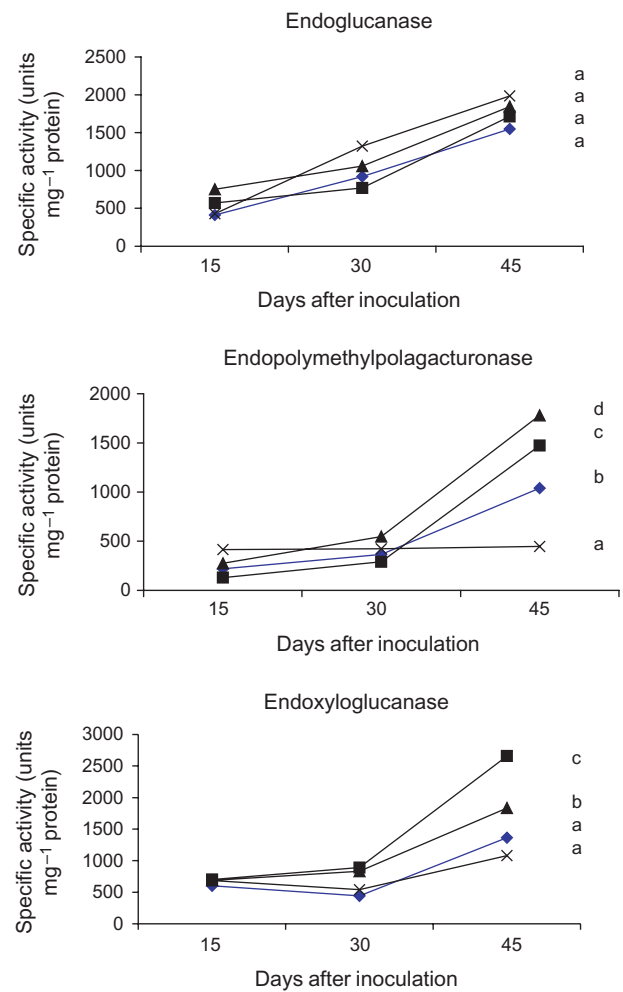 Endoglucanase
Specific activity (units
mg⁻¹ protein)
2500
2000
1500
1000
500
0
15
30
45
a
a
a
a
Days after inoculation
Endopolymethylpolagacturonase
Specific activity (units
mg⁻¹ protein)
2000
1500
1000
500
0
15
30
45
d
c
b
a
Days after inoculation
Endoxyloglucanase
Specific activity (units
mg⁻¹ protein)
3000
2500
2000
1500
1000
500
0
15
30
45
c
b
a
a
Days after inoculation